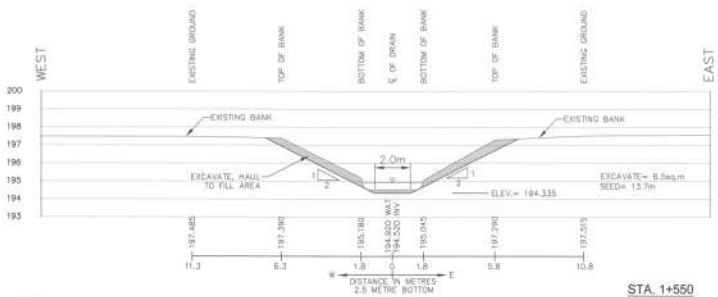 WEST
EXISTING GROUND
TOP OF BANK
BOTTOM OF BANK
℄ OF DRAIN
BOTTOM OF BANK
TOP OF BANK
EXISTING GROUND
EAST
200
199
198
197
196
195
194
193
EXISTING BANK
EXISTING BANK
2.0m
EXCAVATE, HAUL
TO FILL AREA
1
2
1
2
EXCAVATE= 6.5sq.m
SEED= 13.7m
ELEV.= 194.335
197.485
197.390
195.180
194.920 WAT
194.520 INV
195.045
197.290
197.515
11.3
6.3
1.8
0
1.8
5.8
10.8
W
E
DISTANCE IN METRES
2.5 METRE BOTTOM
STA. 1+550